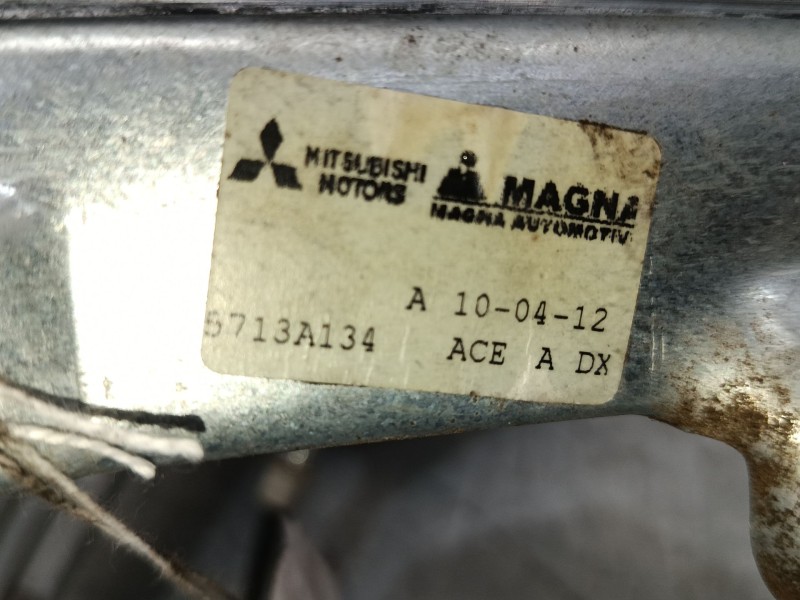 MITSUBISHI
MOTORS
MAGNA
MAGNA AUTOMOTIV
A 10-04-12
5713A134 ACE A DX